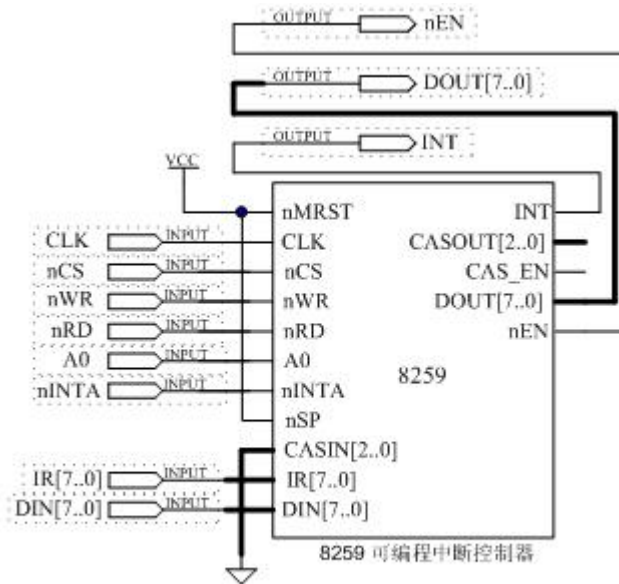 OUTPUT nEN
OUTPUT DOUT[7..0]
OUTPUT INT
VCC
nMRST INT
CLK INPUT CLK CASOUT[2..0]
nCS INPUT nCS CAS_EN
nWR INPUT nWR DOUT[7..0]
nRD INPUT nRD nEN
A0 INPUT A0
8259
nINTA INPUT nINTA
nSP
CASIN[2..0]
IR[7..0] INPUT IR[7..0]
DIN[7..0] INPUT DIN[7..0]
8259 可编程中断控制器